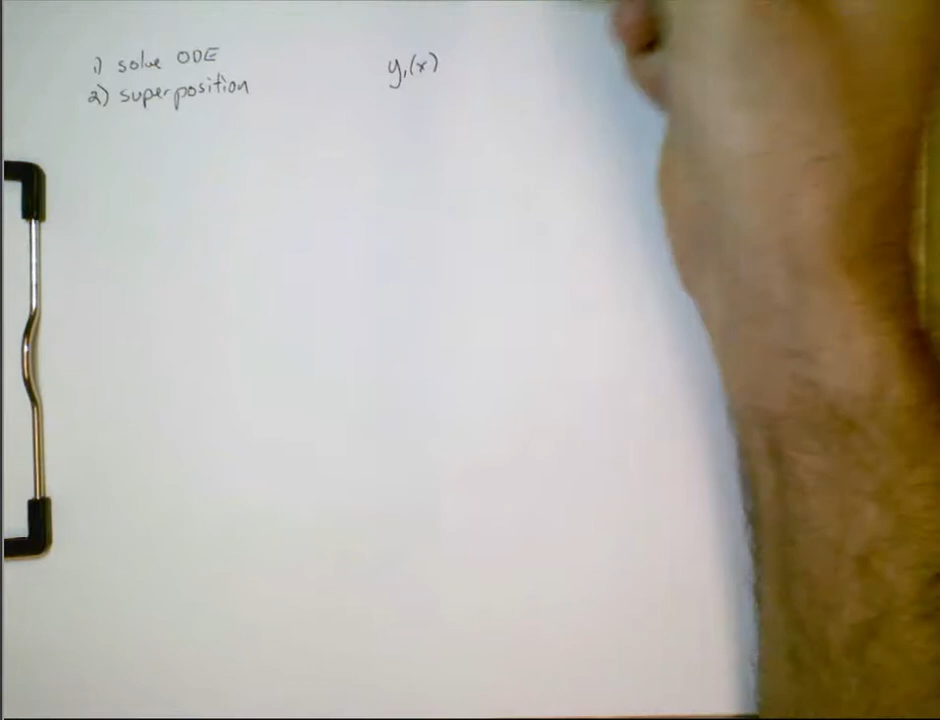 1) solve ODE
2) superposition
y₁(x)